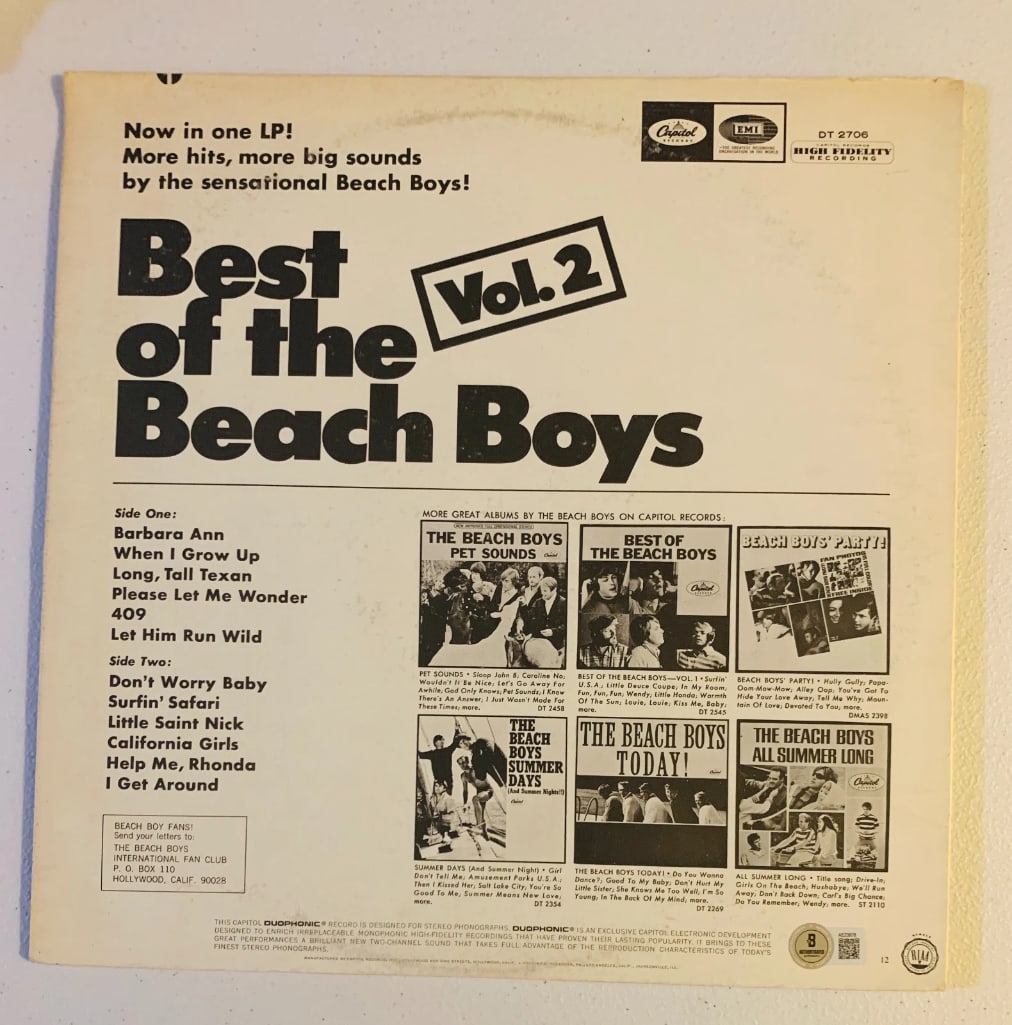 Now in one LP!
More hits, more big sounds
by the sensational Beach Boys!
Capitol
RECORDS
EMI
DT 2706
CAPITOL RECORDS
HIGH FIDELITY
RECORDING
Best
of the
Beach Boys
Vol. 2
Side One:
Barbara Ann
When I Grow Up
Long, Tall Texan
Please Let Me Wonder
409
Let Him Run Wild
Side Two:
Don't Worry Baby
Surfin' Safari
Little Saint Nick
California Girls
Help Me, Rhonda
I Get Around
BEACH BOY FANS!
Send your letters to:
THE BEACH BOYS
INTERNATIONAL FAN CLUB
P. O. BOX 110
HOLLYWOOD, CALIF. 90028
MORE GREAT ALBUMS BY THE BEACH BOYS ON CAPITOL RECORDS:
THE BEACH BOYS
PET SOUNDS
Capitol
PET SOUNDS • Sloop John B; Caroline No;
Wouldn't It Be Nice; Let's Go Away For
Awhile; God Only Knows; Pet Sounds; I Know
There's An Answer; I Just Wasn't Made For
These Times; more. DT 2458
BEST OF
THE BEACH BOYS
Capitol
BEST OF THE BEACH BOYS—VOL. 1 • Surfin'
U.S.A.; Little Deuce Coupe; In My Room;
Fun, Fun, Fun; Wendy; Little Honda; Warmth
Of The Sun; Louie, Louie; Kiss Me, Baby;
more. DT 2545
BEACH BOYS' PARTY!
FAN PHOTOS
FREE INSIDE
BEACH BOYS' PARTY! • Hully Gully; Papa-
Oom-Mow-Mow; Alley Oop; You've Got To
Hide Your Love Away; Tell Me Why; Moun-
tain Of Love; Devoted To You; more.
DMAS 2398
THE
BEACH
BOYS
SUMMER
DAYS
(And Summer Nights!!)
Capitol
SUMMER DAYS (And Summer Night) • Girl
Don't Tell Me; Amusement Parks U.S.A.;
Then I Kissed Her; Salt Lake City; You're So
Good To Me; Summer Means New Love;
more. DT 2354
THE BEACH BOYS
TODAY!
THE BEACH BOYS TODAY! • Do You Wanna
Dance?; Good To My Baby; Don't Hurt My
Little Sister; She Knows Me Too Well; I'm So
Young; In The Back Of My Mind; more.
DT 2269
THE BEACH BOYS
ALL SUMMER LONG
Capitol
ALL SUMMER LONG • Title song; Drive-In;
Girls On The Beach; Hushabye; We'll Run
Away; Don't Back Down; Carl's Big Chance;
Do You Remember; Wendy; more. ST 2110
THIS CAPITOL DUOPHONIC® RECORD IS DESIGNED FOR STEREO PHONOGRAPHS. DUOPHONIC® IS AN EXCLUSIVE CAPITOL ELECTRONIC DEVELOPMENT
DESIGNED TO ENRICH IRREPLACEABLE MONOPHONIC HIGH-FIDELITY RECORDINGS THAT HAVE PROVEN THEIR LASTING POPULARITY. IT BRINGS TO THESE
GREAT PERFORMANCES A BRILLIANT NEW TWO-CHANNEL SOUND THAT TAKES FULL ADVANTAGE OF THE REPRODUCTION CHARACTERISTICS OF TODAY'S
FINEST STEREO PHONOGRAPHS.
B
12
RIAA